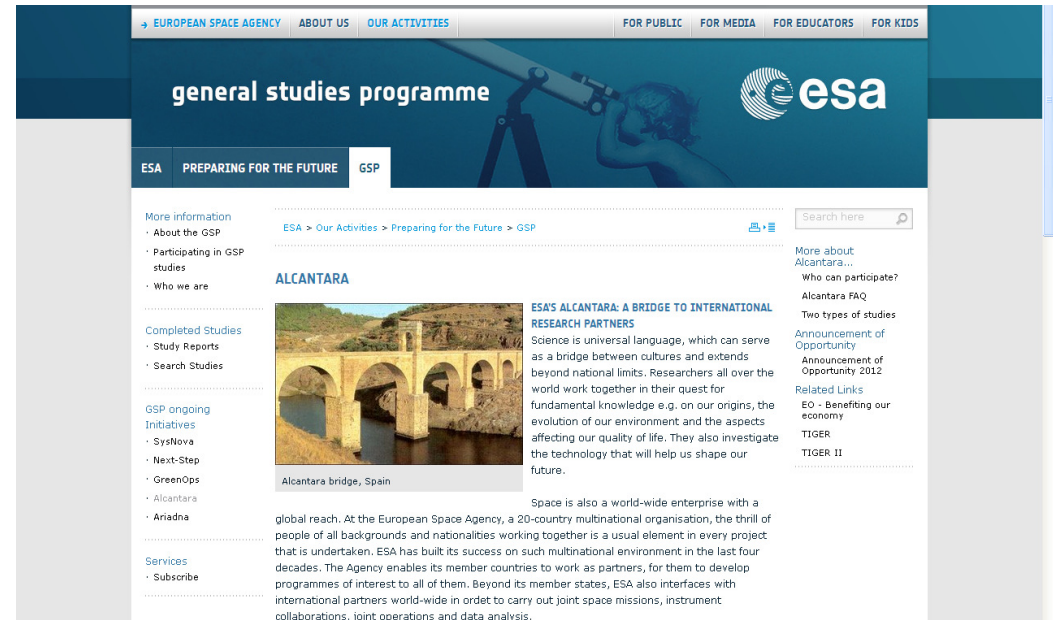 EUROPEAN SPACE AGENCY ABOUT US OUR ACTIVITIES FOR PUBLIC FOR MEDIA FOR EDUCATORS FOR KIDS
general studies programme
esa
ESA PREPARING FOR THE FUTURE GSP
More information
· About the GSP
· Participating in GSP
studies
· Who we are
Completed Studies
· Study Reports
· Search Studies
GSP ongoing
Initiatives
· SysNova
· Next-Step
· GreenOps
· Alcantara
· Ariadna
Services
· Subscribe
ESA > Our Activities > Preparing for the Future > GSP
ALCANTARA
Alcantara bridge, Spain
ESA'S ALCANTARA: A BRIDGE TO INTERNATIONAL
RESEARCH PARTNERS
Science is universal language, which can serve
as a bridge between cultures and extends
beyond national limits. Researchers all over the
world work together in their quest for
fundamental knowledge e.g. on our origins, the
evolution of our environment and the aspects
affecting our quality of life. They also investigate
the technology that will help us shape our
future.
Space is also a world-wide enterprise with a
global reach. At the European Space Agency, a 20-country multinational organisation, the thrill of
people of all backgrounds and nationalities working together is a usual element in every project
that is undertaken. ESA has built its success on such multinational environment in the last four
decades. The Agency enables its member countries to work as partners, for them to develop
programmes of interest to all of them. Beyond its member states, ESA also interfaces with
international partners world-wide in ordet to carry out joint space missions, instrument
collaborations, joint operations and data analysis.
Search here
More about
Alcantara...
Who can participate?
Alcantara FAQ
Two types of studies
Announcement of
Opportunity
Announcement of
Opportunity 2012
Related Links
EO - Benefiting our
economy
TIGER
TIGER II